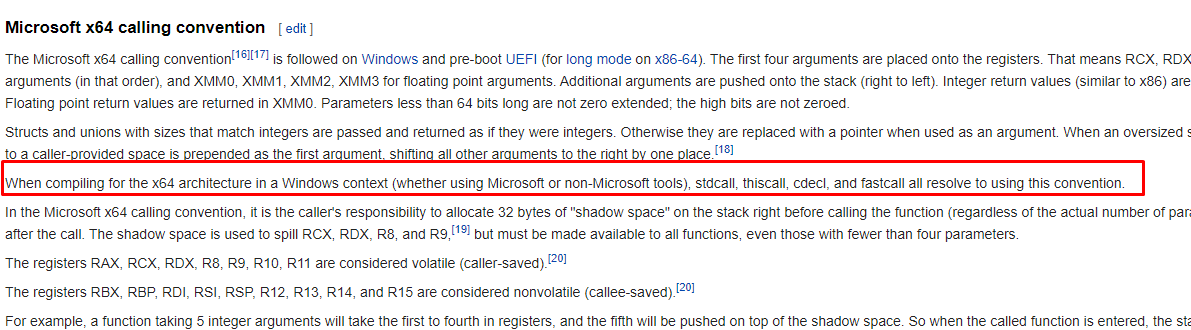 Microsoft x64 calling convention [ edit ]
The Microsoft x64 calling convention[16][17] is followed on Windows and pre-boot UEFI (for long mode on x86-64). The first four arguments are placed onto the registers. That means RCX, RDX
arguments (in that order), and XMM0, XMM1, XMM2, XMM3 for floating point arguments. Additional arguments are pushed onto the stack (right to left). Integer return values (similar to x86) are
Floating point return values are returned in XMM0. Parameters less than 64 bits long are not zero extended; the high bits are not zeroed.
Structs and unions with sizes that match integers are passed and returned as if they were integers. Otherwise they are replaced with a pointer when used as an argument. When an oversized s
to a caller-provided space is prepended as the first argument, shifting all other arguments to the right by one place.[18]
When compiling for the x64 architecture in a Windows context (whether using Microsoft or non-Microsoft tools), stdcall, thiscall, cdecl, and fastcall all resolve to using this convention.
In the Microsoft x64 calling convention, it is the caller's responsibility to allocate 32 bytes of "shadow space" on the stack right before calling the function (regardless of the actual number of para
after the call. The shadow space is used to spill RCX, RDX, R8, and R9,[19] but must be made available to all functions, even those with fewer than four parameters.
The registers RAX, RCX, RDX, R8, R9, R10, R11 are considered volatile (caller-saved).[20]
The registers RBX, RBP, RDI, RSI, RSP, R12, R13, R14, and R15 are considered nonvolatile (callee-saved).[20]
For example, a function taking 5 integer arguments will take the first to fourth in registers, and the fifth will be pushed on top of the shadow space. So when the called function is entered, the sta